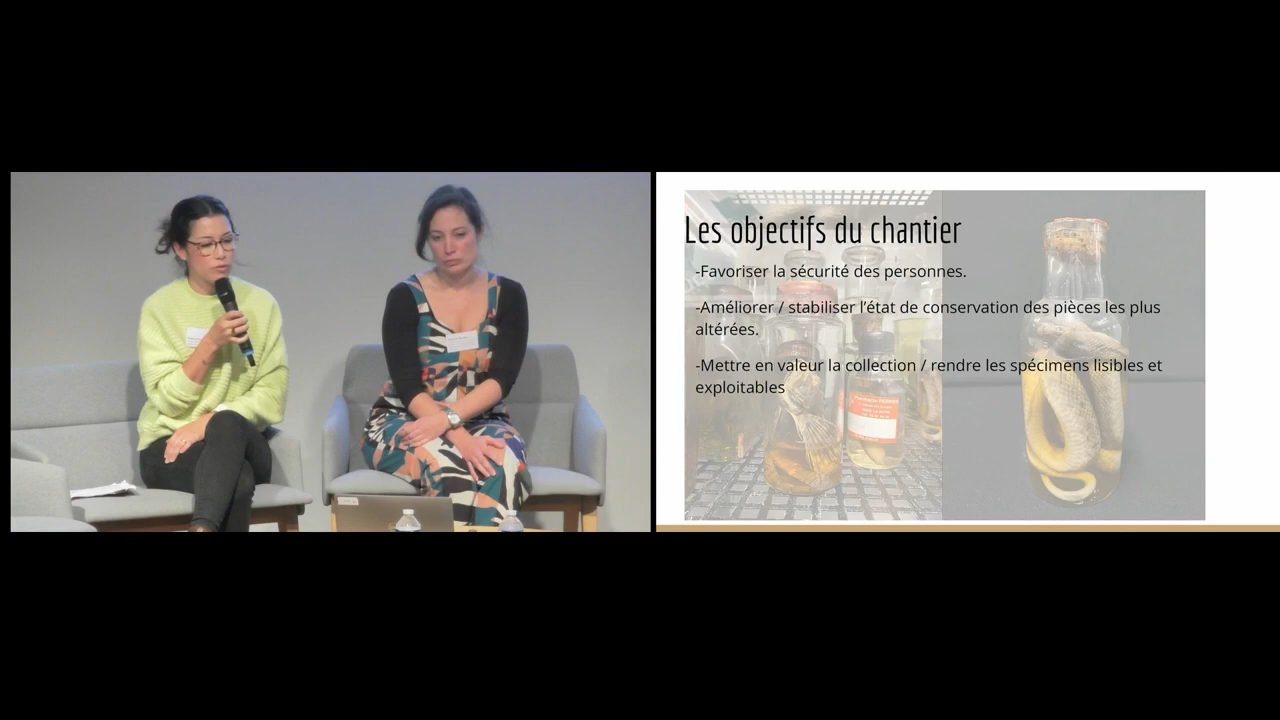 Les objectifs du chantier
-Favoriser la sécurité des personnes.
-Améliorer / stabiliser l'état de conservation des pièces les plus
altérées.
-Mettre en valeur la collection / rendre les spécimens lisibles et
exploitables